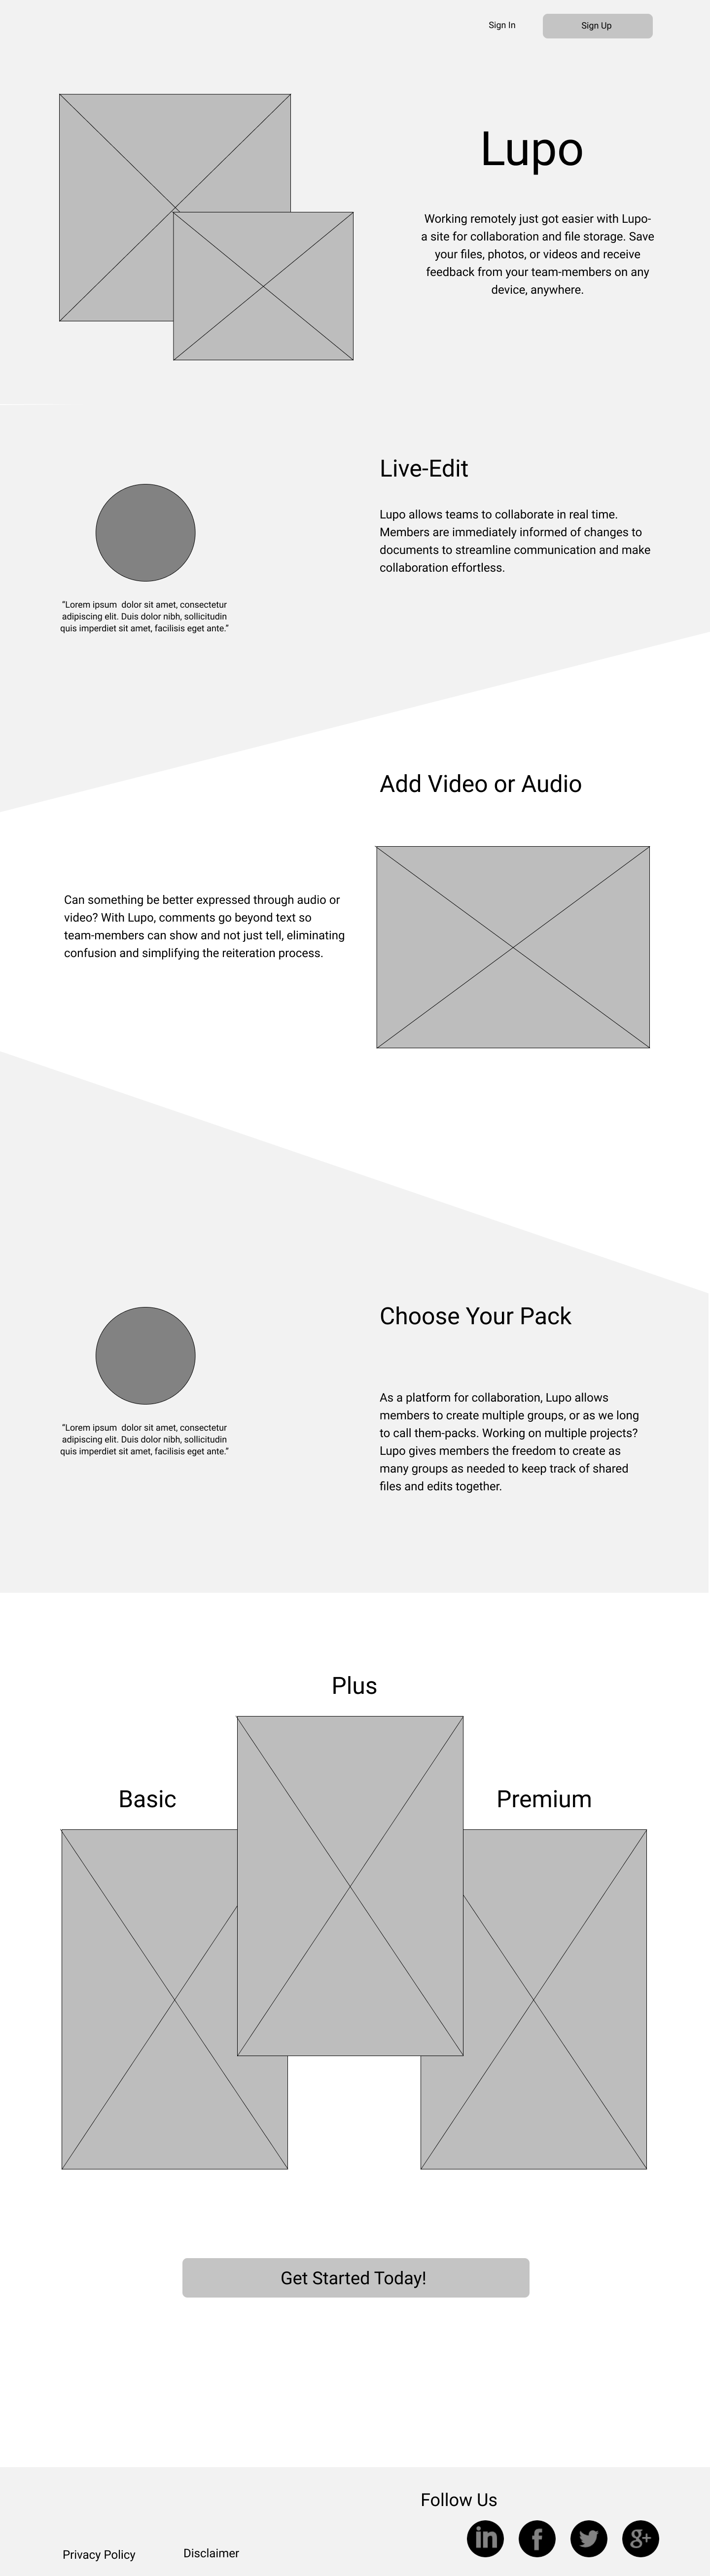 Sign In
Sign Up
Lupo
Working remotely just got easier with Lupo-
a site for collaboration and file storage. Save
your files, photos, or videos and receive
feedback from your team-members on any
device, anywhere.
Live-Edit
Lupo allows teams to collaborate in real time.
Members are immediately informed of changes to
documents to streamline communication and make
collaboration effortless.
"Lorem ipsum  dolor sit amet, consectetur
adipiscing elit. Duis dolor nibh, sollicitudin
quis imperdiet sit amet, facilisis eget ante."
Add Video or Audio
Can something be better expressed through audio or
video? With Lupo, comments go beyond text so
team-members can show and not just tell, eliminating
confusion and simplifying the reiteration process.
Choose Your Pack
As a platform for collaboration, Lupo allows
members to create multiple groups, or as we long
to call them-packs. Working on multiple projects?
Lupo gives members the freedom to create as
many groups as needed to keep track of shared
files and edits together.
"Lorem ipsum  dolor sit amet, consectetur
adipiscing elit. Duis dolor nibh, sollicitudin
quis imperdiet sit amet, facilisis eget ante."
Plus
Basic
Premium
Get Started Today!
Follow Us
in f g+
Privacy Policy
Disclaimer